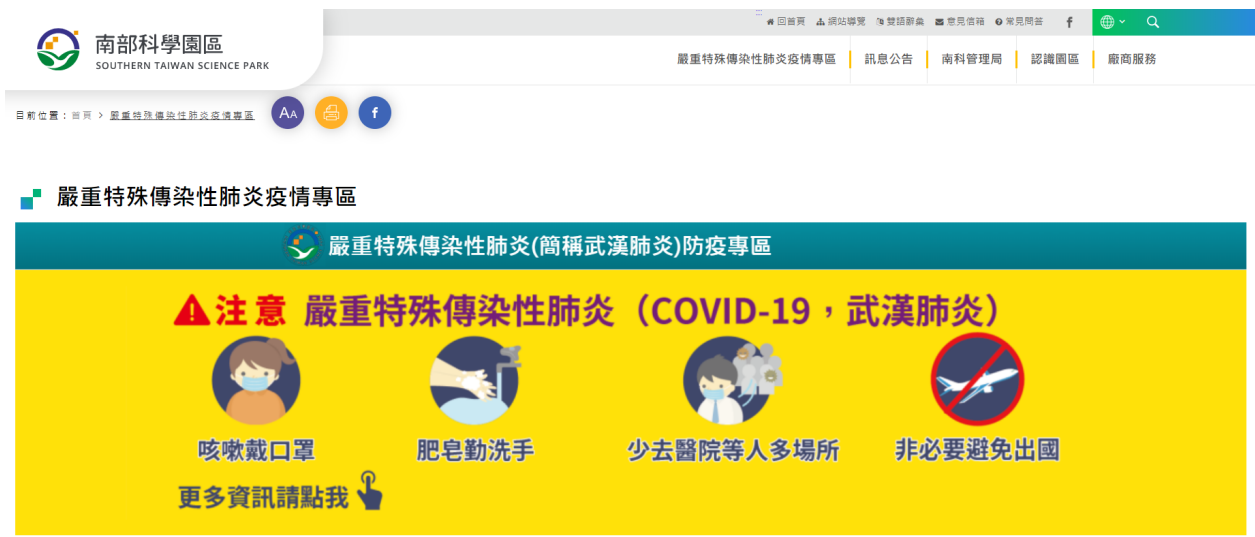 回首頁 網站導覽 雙語辭彙 意見信箱 常見問答 f
南部科學園區
SOUTHERN TAIWAN SCIENCE PARK
嚴重特殊傳染性肺炎疫情專區 訊息公告 南科管理局 認識園區 廠商服務
目前位置：首頁 > 嚴重特殊傳染性肺炎疫情專區 AA f
嚴重特殊傳染性肺炎疫情專區
嚴重特殊傳染性肺炎(簡稱武漢肺炎)防疫專區
注意 嚴重特殊傳染性肺炎（COVID-19，武漢肺炎）
咳嗽戴口罩 肥皂勤洗手 少去醫院等人多場所 非必要避免出國
更多資訊請點我